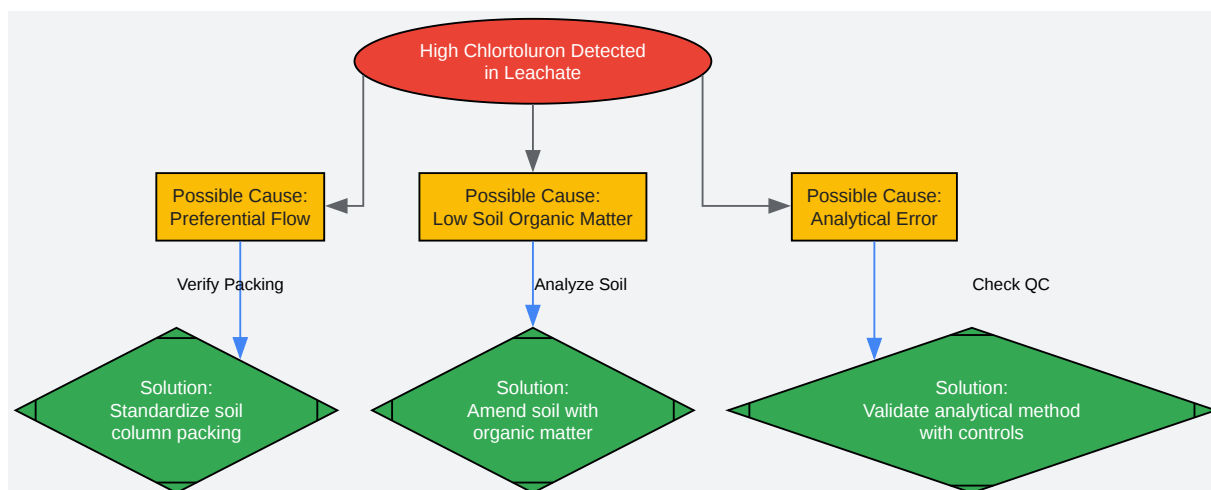 High Chlortoluron Detected
in Leachate
Possible Cause:
Preferential Flow
Possible Cause:
Low Soil Organic Matter
Possible Cause:
Analytical Error
Verify Packing
Analyze Soil
Check QC
Solution:
Standardize soil
column packing
Solution:
Amend soil with
organic matter
Solution:
Validate analytical method
with controls